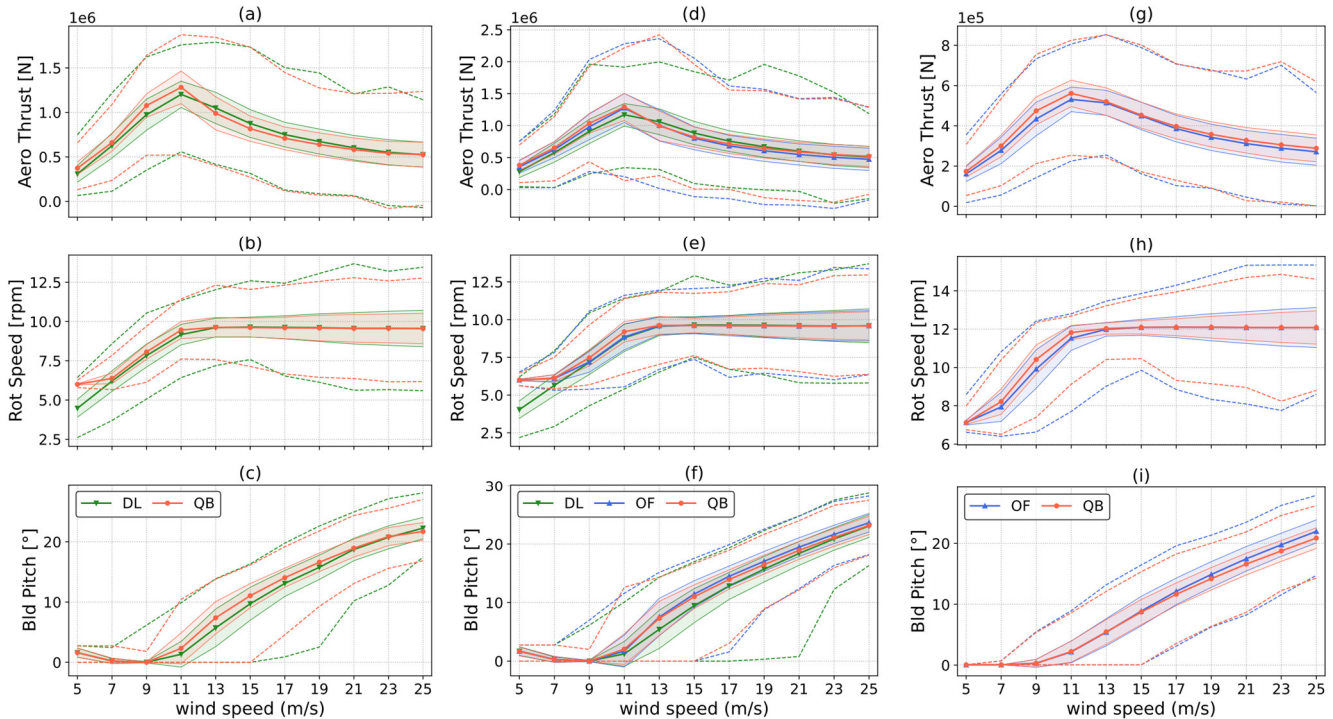 (a) (d) (g)
1e6 1e6 1e5
Aero Thrust [N]
1.5
1.0
0.5
0.0
Aero Thrust [N]
2.5
2.0
1.5
1.0
0.5
0.0
Aero Thrust [N]
8
6
4
2
0
(b) (e) (h)
Rot Speed [rpm]
12.5
10.0
7.5
5.0
2.5
Rot Speed [rpm]
12.5
10.0
7.5
5.0
2.5
Rot Speed [rpm]
14
12
10
8
6
(c) (f) (i)
DL QB
DL OF QB
OF QB
Bld Pitch [°]
20
10
0
Bld Pitch [°]
30
20
10
0
Bld Pitch [°]
20
10
0
5 7 9 11 13 15 17 19 21 23 25
5 7 9 11 13 15 17 19 21 23 25
5 7 9 11 13 15 17 19 21 23 25
wind speed (m/s) wind speed (m/s) wind speed (m/s)